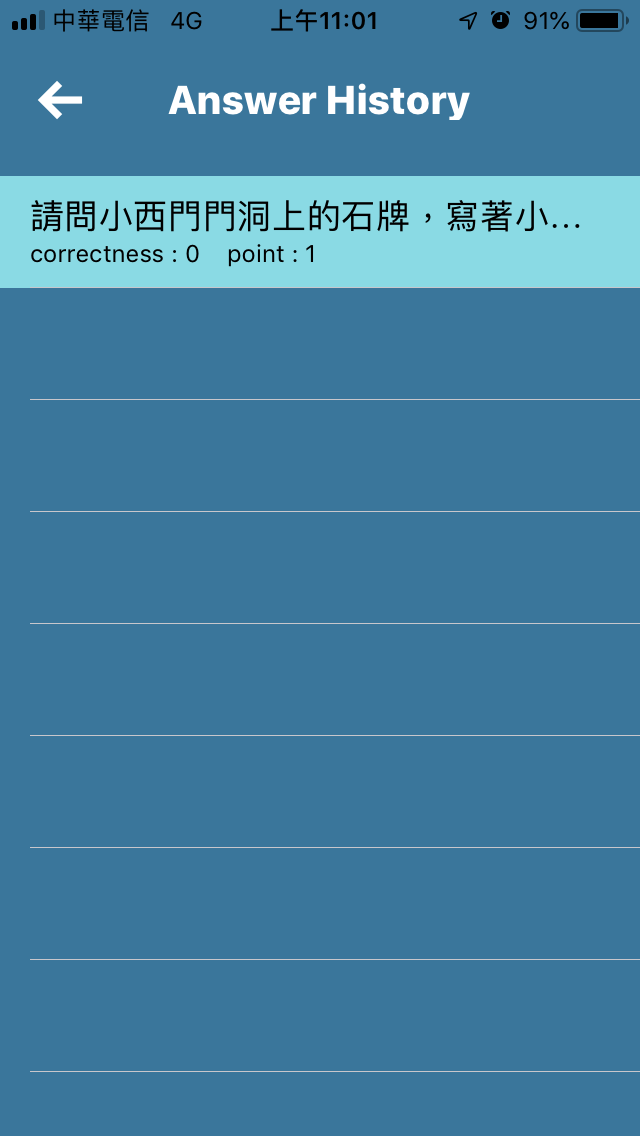 中華電信 4G 上午11:01 91%
Answer History
請問小西門門洞上的石牌，寫著小...
correctness : 0 point : 1